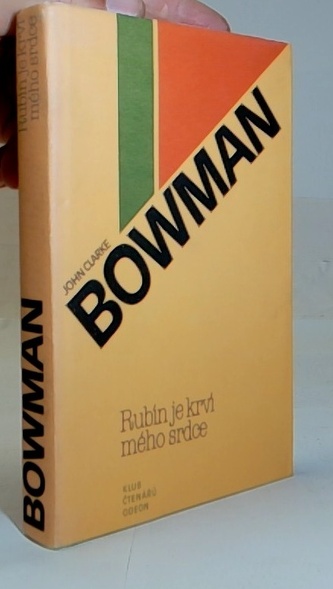 Rubín je krví
mého srdce
BOWMAN
JOHN CLARKE
BOWMAN
Rubín je krví
mého srdce
KLUB
ČTENÁŘŮ
ODEON